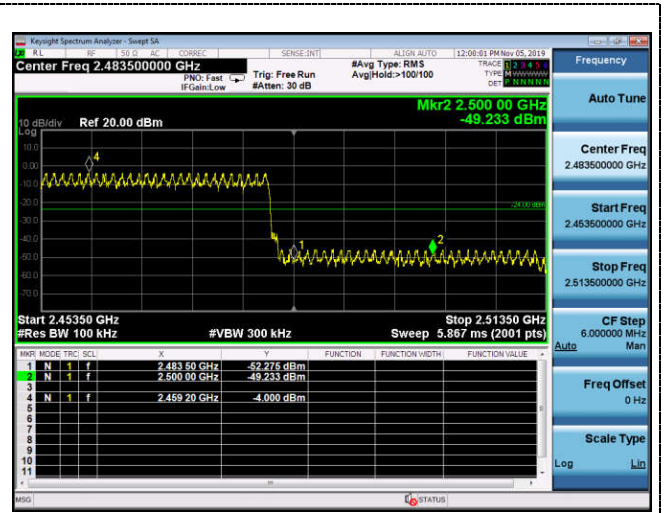 Keysight Spectrum Analyzer - Swept SA
RL RF 50 Ω AC CORREC SENSE:INT ALIGN AUTO 12:00:01 PM Nov 05, 2019
Center Freq 2.483500000 GHz
PNO: Fast
IFGain:Low
Trig: Free Run
#Atten: 30 dB
#Avg Type: RMS
Avg|Hold:>100/100
TRACE 1 2 3 4 5 6
TYPE M WWWWW
DET P N N N N N
Frequency
Mkr2 2.500 00 GHz
-49.233 dBm
10 dB/div Ref 20.00 dBm
Log
10.0
0.00
-10.0
-20.0
-30.0
-40.0
-50.0
-60.0
-70.0
4
-24.00 dBm
1
2
Start 2.45350 GHz Stop 2.51350 GHz
#Res BW 100 kHz #VBW 300 kHz Sweep 5.867 ms (2001 pts)
MKR MODE TRC SCL X Y FUNCTION FUNCTION WIDTH FUNCTION VALUE
1 N 1 f 2.483 50 GHz -52.275 dBm
2 N 1 f 2.500 00 GHz -49.233 dBm
3
4 N 1 f 2.459 20 GHz -4.000 dBm
5
6
7
8
9
10
11
MSG STATUS
Auto Tune
Center Freq
2.483500000 GHz
Start Freq
2.453500000 GHz
Stop Freq
2.513500000 GHz
CF Step
6.000000 MHz
Auto Man
Freq Offset
0 Hz
Scale Type
Log Lin